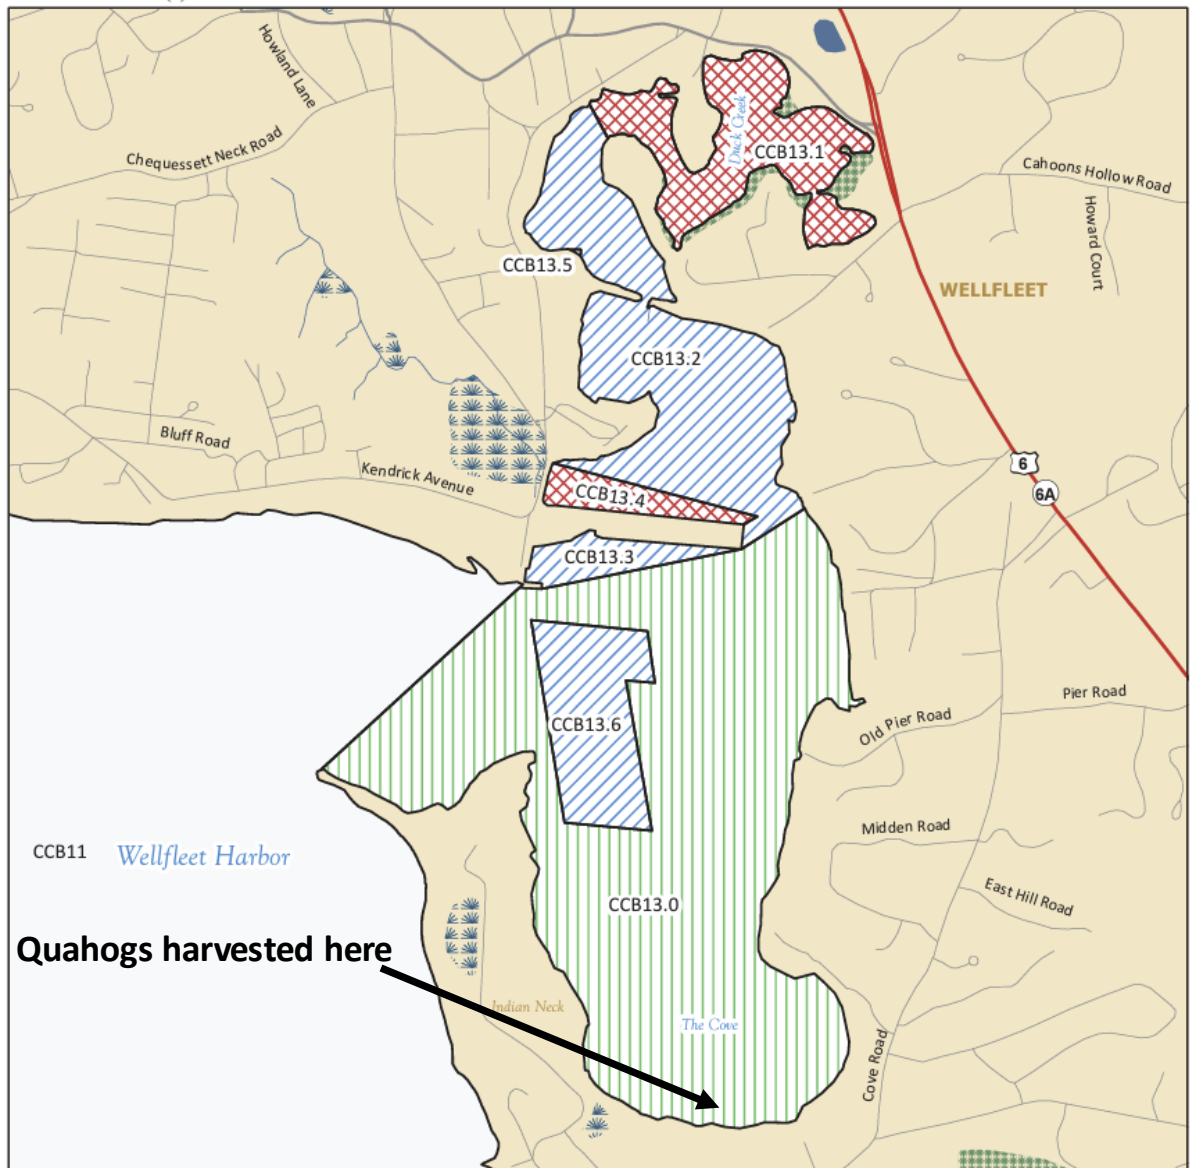 Howland Lane
Chequessett Neck Road
Duck Creek
CCB13.1
Cahoons Hollow Road
Howard Court
CCB13.5
WELLFLEET
CCB13.2
Bluff Road
Kendrick Avenue
CCB13.4
6
6A
CCB13.3
Pier Road
Old Pier Road
CCB13.6
Midden Road
CCB11
Wellfleet Harbor
East Hill Road
CCB13.0
Quahogs harvested here
Indian Neck
The Cove
Cove Road